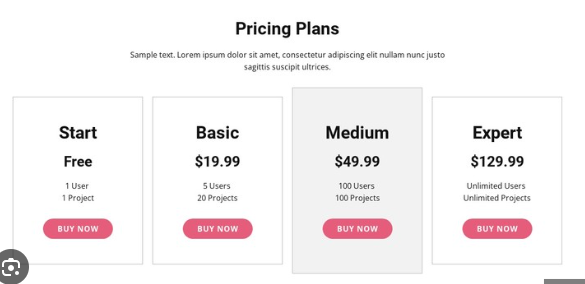 Pricing Plans
Sample text. Lorem ipsum dolor sit amet, consectetur adipiscing elit nullam nunc justo
sagittis suscipit ultrices.
Start
Free
1 User
1 Project
BUY NOW
Basic
$19.99
5 Users
20 Projects
BUY NOW
Medium
$49.99
100 Users
100 Projects
BUY NOW
Expert
$129.99
Unlimited Users
Unlimited Projects
BUY NOW